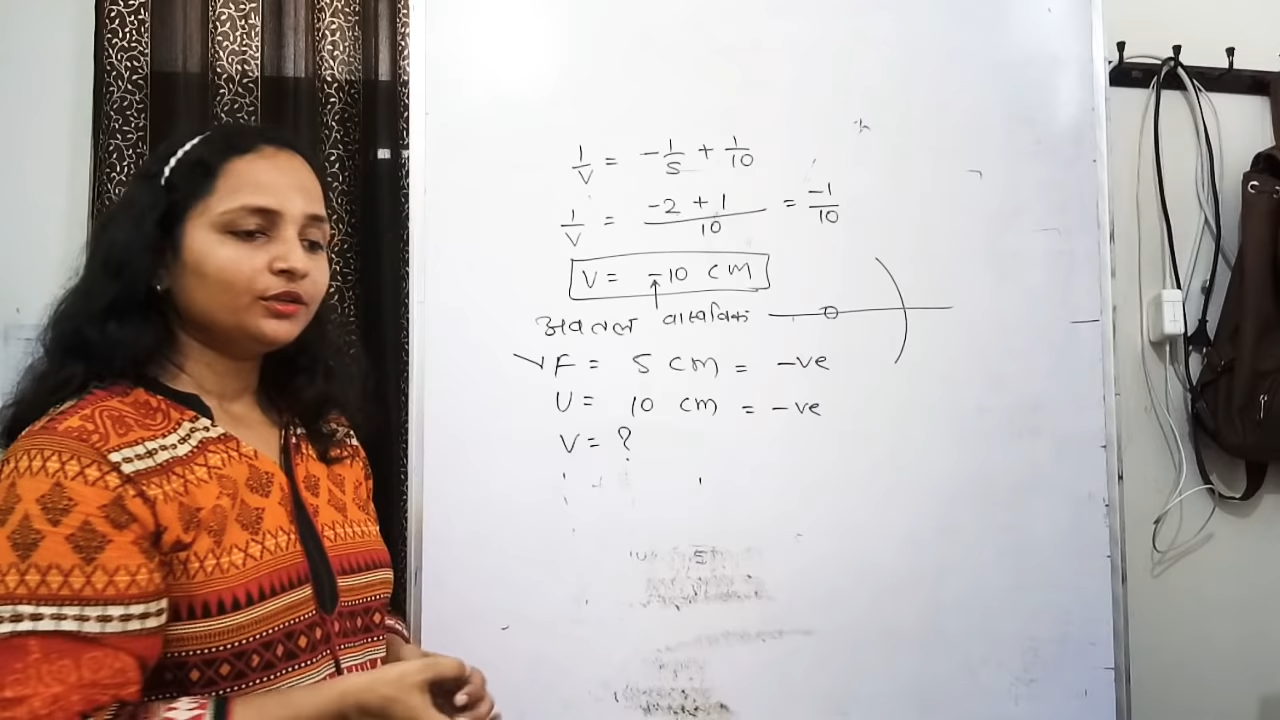 1/V = -1/5 + 1/10
1/V = (-2 + 1)/10 = -1/10
V = -10 cm
अवतल वास्तविक
F = 5 cm = -ve
U = 10 cm = -ve
V = ?